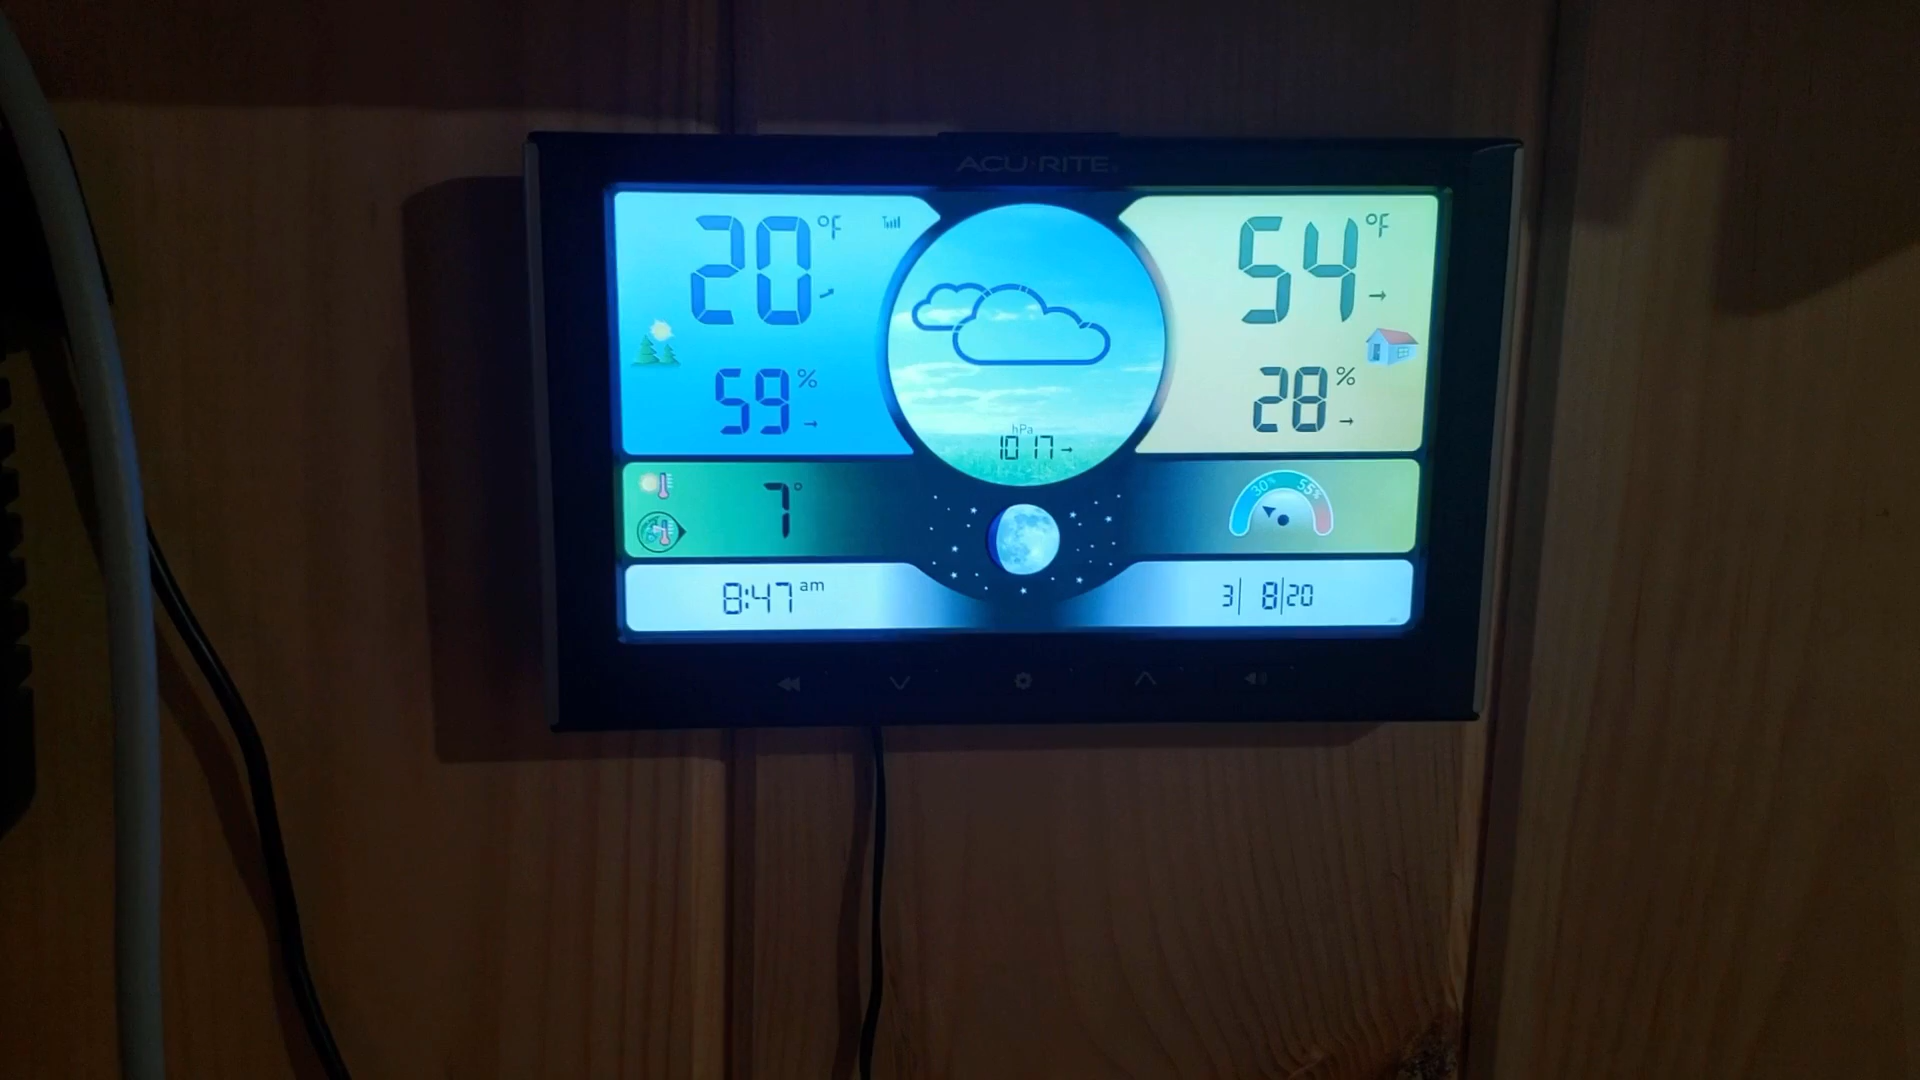 ACU·RITE
20 °F
59 %
54 °F
28 %
hPa
1017
7°
30% 55%
8:47 am
3| 8|20